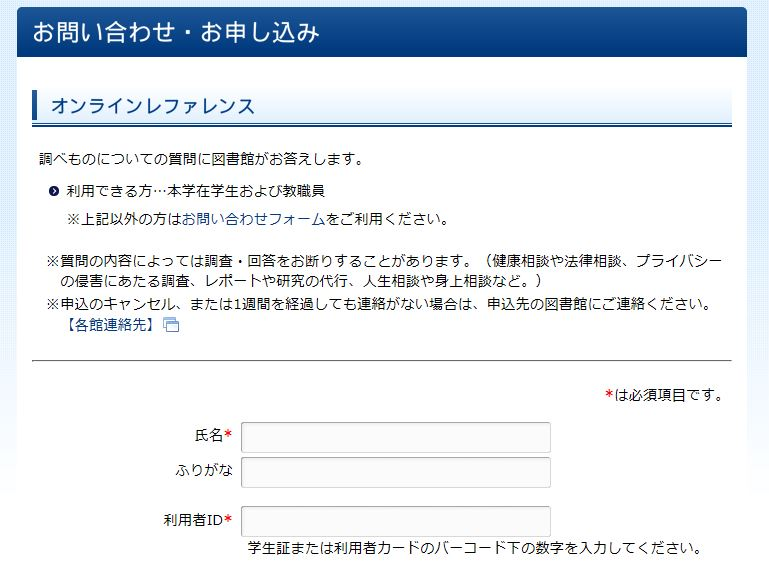 お問い合わせ・お申し込み
オンラインレファレンス
調べものについての質問に図書館がお答えします。
利用できる方…本学在学生および教職員
※上記以外の方はお問い合わせフォームをご利用ください。
※質問の内容によっては調査・回答をお断りすることがあります。（健康相談や法律相談、プライバシー
の侵害にあたる調査、レポートや研究の代行、人生相談や身上相談など。）
※申込のキャンセル、または1週間を経過しても連絡がない場合は、申込先の図書館にご連絡ください。
【各館連絡先】
*は必須項目です。
氏名*
ふりがな
利用者ID*
学生証または利用者カードのバーコード下の数字を入力してください。